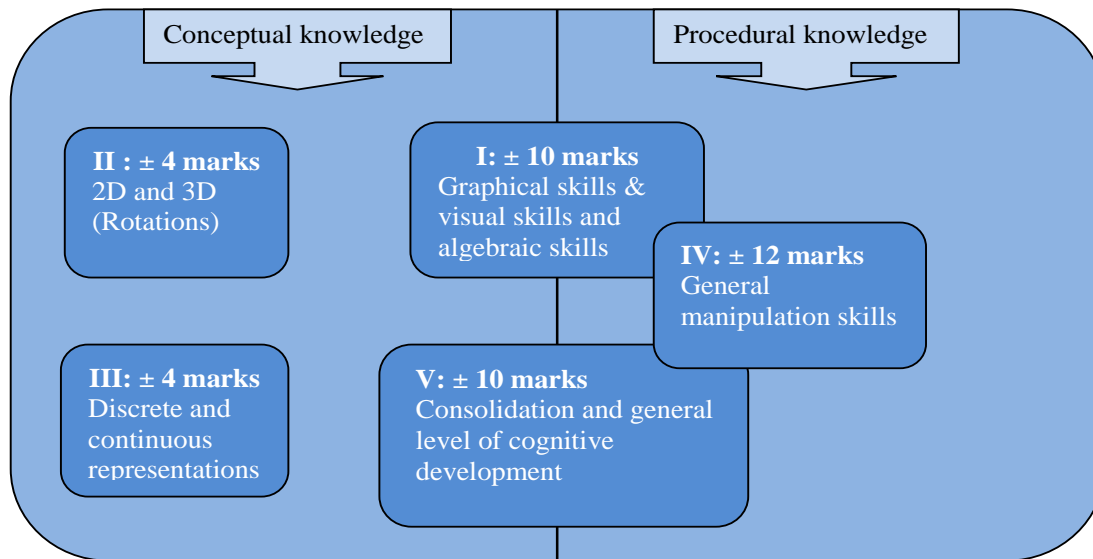 Conceptual knowledge
Procedural knowledge
II : ± 4 marks
2D and 3D
(Rotations)
I: ± 10 marks
Graphical skills &
visual skills and
algebraic skills
IV: ± 12 marks
General
manipulation skills
III: ± 4 marks
Discrete and
continuous
representations
V: ± 10 marks
Consolidation and general
level of cognitive
development